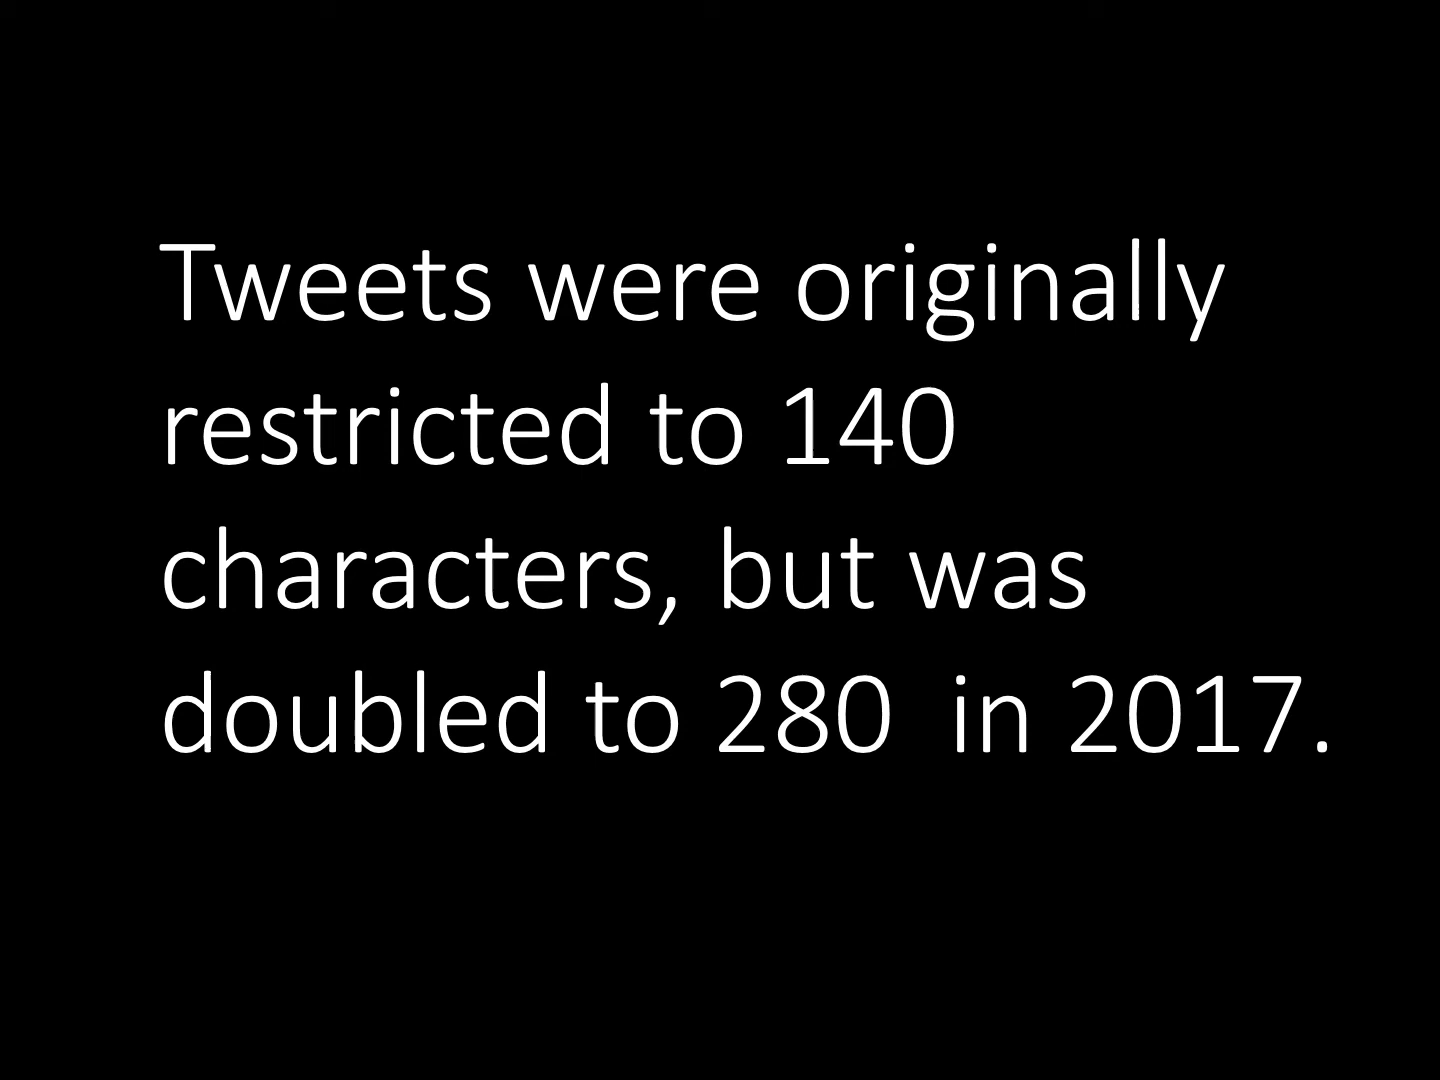 Tweets were originally
restricted to 140
characters, but was
doubled to 280  in 2017.